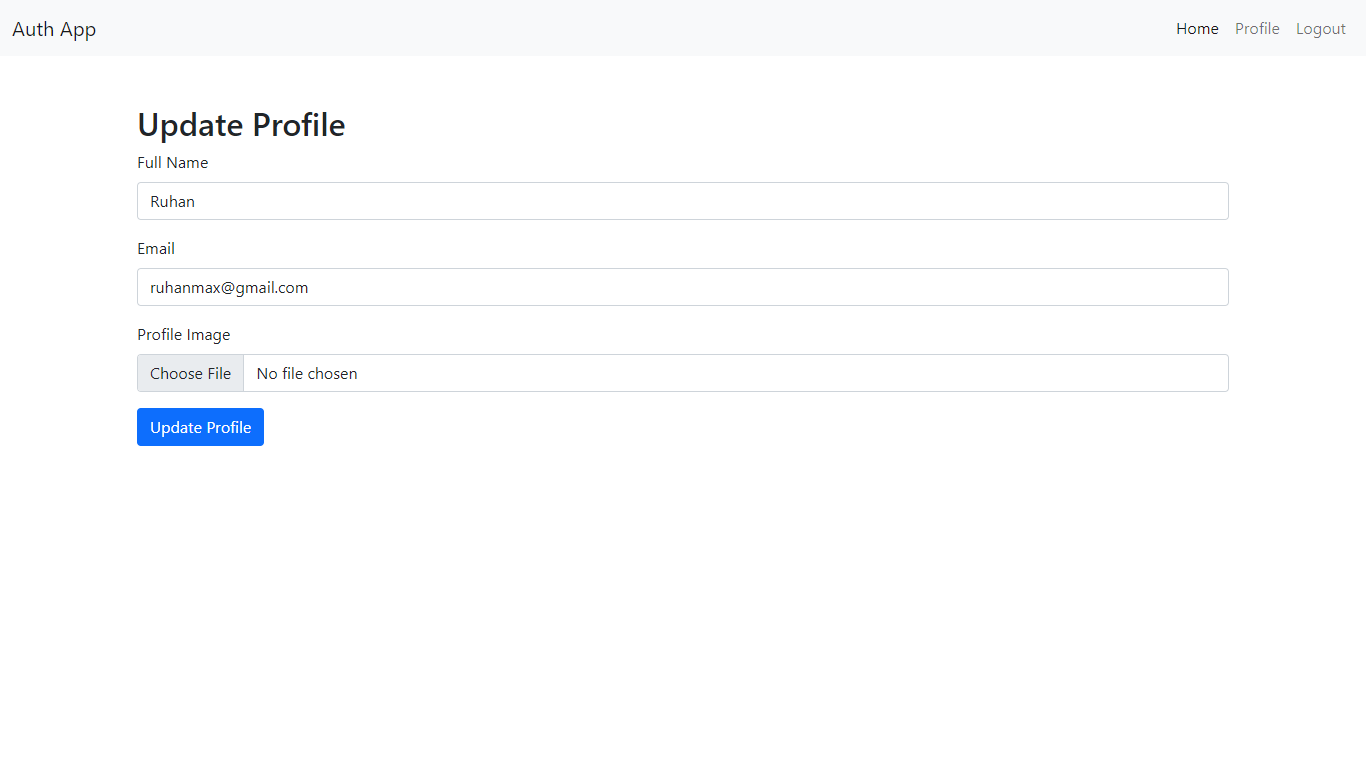 Auth App
Home Profile Logout
Update Profile
Full Name
Ruhan
Email
ruhanmax@gmail.com
Profile Image
Choose File No file chosen
Update Profile